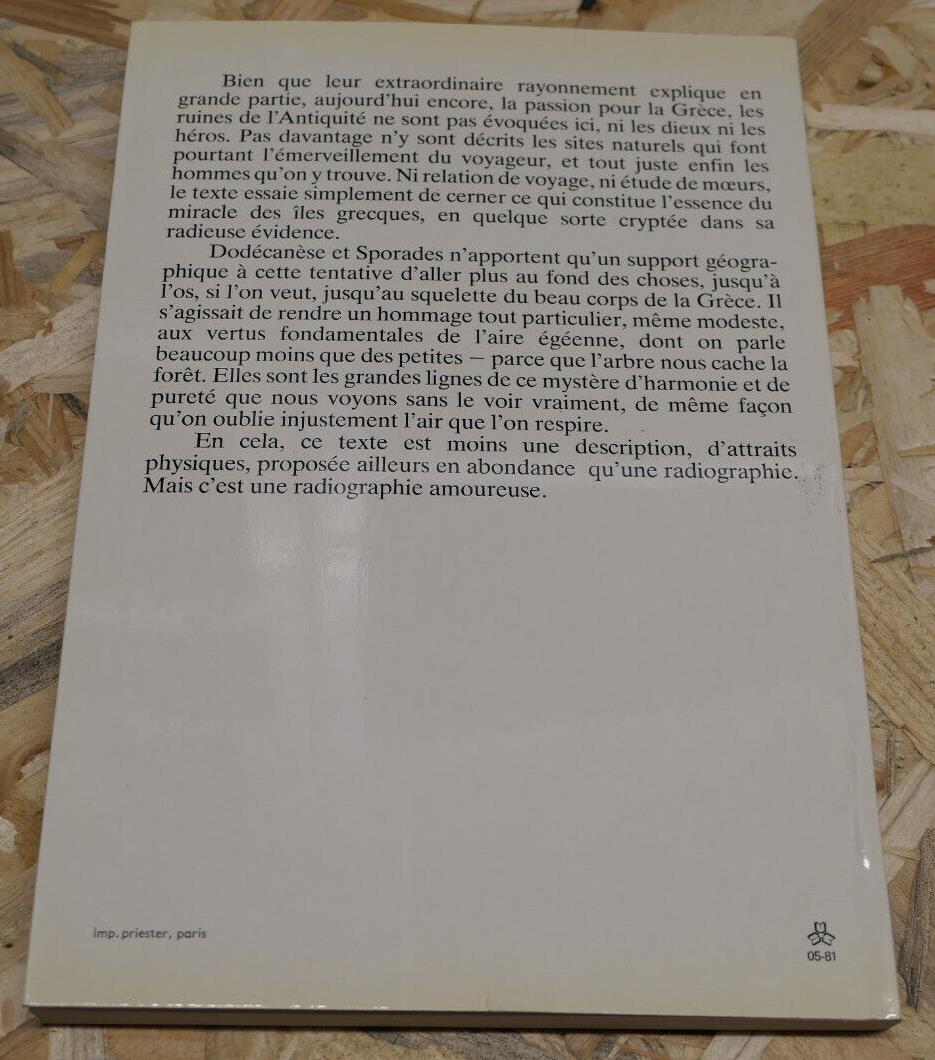 Bien que leur extraordinaire rayonnement explique en
grande partie, aujourd'hui encore, la passion pour la Grèce, les
ruines de l'Antiquité ne sont pas évoquées ici, ni les dieux ni les
héros. Pas davantage n'y sont décrits les sites naturels qui font
pourtant l'émerveillement du voyageur, et tout juste enfin les
hommes qu'on y trouve. Ni relation de voyage, ni étude de mœurs,
le texte essaie simplement de cerner ce qui constitue l'essence du
miracle des îles grecques, en quelque sorte cryptée dans sa
radieuse évidence.
Dodécanèse et Sporades n'apportent qu'un support géogra-
phique à cette tentative d'aller plus au fond des choses, jusqu'à
l'os, si l'on veut, jusqu'au squelette du beau corps de la Grèce. Il
s'agissait de rendre un hommage tout particulier, même modeste,
aux vertus fondamentales de l'aire égéenne, dont on parle
beaucoup moins que des petites — parce que l'arbre nous cache la
forêt. Elles sont les grandes lignes de ce mystère d'harmonie et de
pureté que nous voyons sans le voir vraiment, de même façon
qu'on oublie injustement l'air que l'on respire.
En cela, ce texte est moins une description, d'attraits
physiques, proposée ailleurs en abondance qu'une radiographie.
Mais c'est une radiographie amoureuse.
imp. priester, paris
05-81